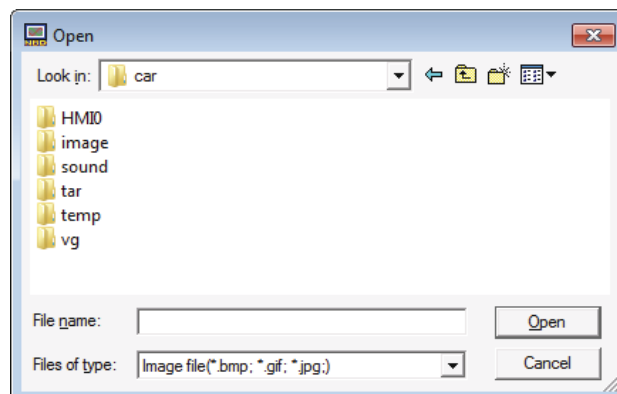 Open
Look in: car
HMI0
image
sound
tar
temp
vg
File name: Open
Files of type: Image file(*.bmp; *.gif; *.jpg;) Cancel